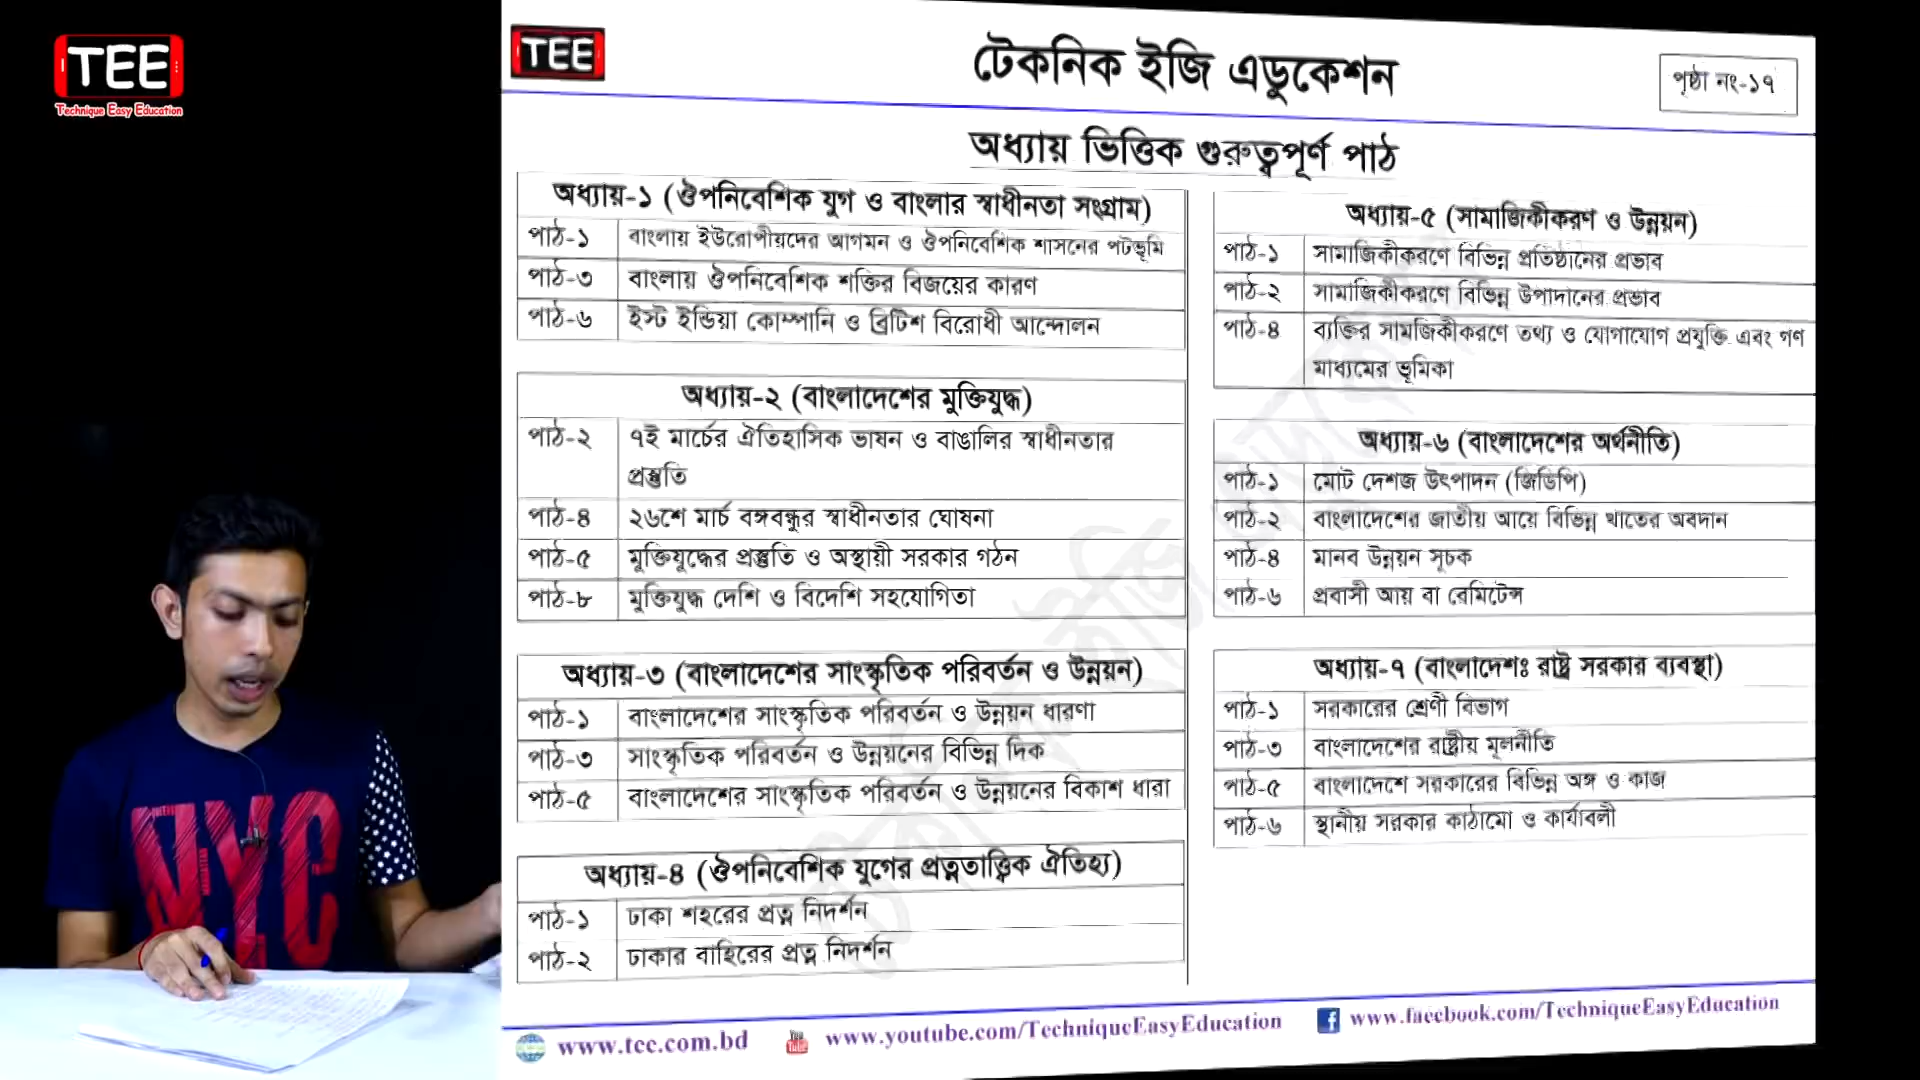 TEE
Technique Easy Education
TEE
টেকনিক ইজি এডুকেশন
পৃষ্ঠা নং-১৭
অধ্যায় ভিত্তিক গুরুত্বপূর্ণ পাঠ
অধ্যায়-১ (ঔপনিবেশিক যুগ ও বাংলার স্বাধীনতা সংগ্রাম)
পাঠ-১ বাংলায় ইউরোপীয়দের আগমন ও ঔপনিবেশিক শাসনের পটভূমি
পাঠ-৩ বাংলায় ঔপনিবেশিক শক্তির বিজয়ের কারণ
পাঠ-৬ ইস্ট ইন্ডিয়া কোম্পানি ও ব্রিটিশ বিরোধী আন্দোলন
অধ্যায়-২ (বাংলাদেশের মুক্তিযুদ্ধ)
পাঠ-২ ৭ই মার্চের ঐতিহাসিক ভাষন ও বাঙালির স্বাধীনতার
প্রস্তুতি
পাঠ-৪ ২৬শে মার্চ বঙ্গবন্ধুর স্বাধীনতার ঘোষনা
পাঠ-৫ মুক্তিযুদ্ধের প্রস্তুতি ও অস্থায়ী সরকার গঠন
পাঠ-৮ মুক্তিযুদ্ধ দেশি ও বিদেশি সহযোগিতা
অধ্যায়-৩ (বাংলাদেশের সাংস্কৃতিক পরিবর্তন ও উন্নয়ন)
পাঠ-১ বাংলাদেশের সাংস্কৃতিক পরিবর্তন ও উন্নয়ন ধারণা
পাঠ-৩ সাংস্কৃতিক পরিবর্তন ও উন্নয়নের বিভিন্ন দিক
পাঠ-৫ বাংলাদেশের সাংস্কৃতিক পরিবর্তন ও উন্নয়নের বিকাশ ধারা
অধ্যায়-৪ (ঔপনিবেশিক যুগের প্রত্নতাত্ত্বিক ঐতিহ্য)
পাঠ-১ ঢাকা শহরের প্রত্ন নিদর্শন
পাঠ-২ ঢাকার বাহিরের প্রত্ন নিদর্শন
অধ্যায়-৫ (সামাজিকীকরণ ও উন্নয়ন)
পাঠ-১ সামাজিকীকরণে বিভিন্ন প্রতিষ্ঠানের প্রভাব
পাঠ-২ সামাজিকীকরণে বিভিন্ন উপাদানের প্রভাব
পাঠ-৪ ব্যক্তির সামজিকীকরণে তথ্য ও যোগাযোগ প্রযুক্তি এবং গণ
মাধ্যমের ভূমিকা
অধ্যায়-৬ (বাংলাদেশের অর্থনীতি)
পাঠ-১ মোট দেশজ উৎপাদন (জিডিপি)
পাঠ-২ বাংলাদেশের জাতীয় আয়ে বিভিন্ন খাতের অবদান
পাঠ-৪ মানব উন্নয়ন সূচক
পাঠ-৬ প্রবাসী আয় বা রেমিটেন্স
অধ্যায়-৭ (বাংলাদেশঃ রাষ্ট্র সরকার ব্যবস্থা)
পাঠ-১ সরকারের শ্রেণী বিভাগ
পাঠ-৩ বাংলাদেশের রাষ্ট্রীয় মূলনীতি
পাঠ-৫ বাংলাদেশে সরকারের বিভিন্ন অঙ্গ ও কাজ
পাঠ-৬ স্থানীয় সরকার কাঠামো ও কার্যাবলী
www.tee.com.bd
www.youtube.com/TechniqueEasyEducation
www.facebook.com/TechniqueEasyEducation
NYC